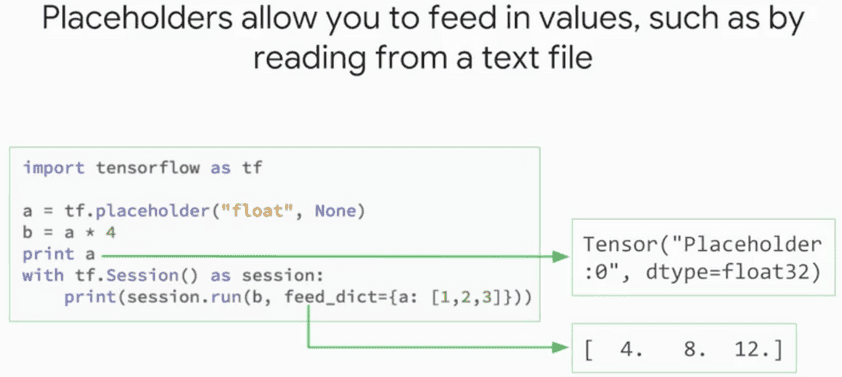 Placeholders allow you to feed in values, such as by
reading from a text file
import tensorflow as tf
a = tf.placeholder("float", None)
b = a * 4
print a
with tf.Session() as session:
    print(session.run(b, feed_dict={a: [1,2,3]}))
Tensor("Placeholder
:0", dtype=float32)
[  4.   8.  12.]